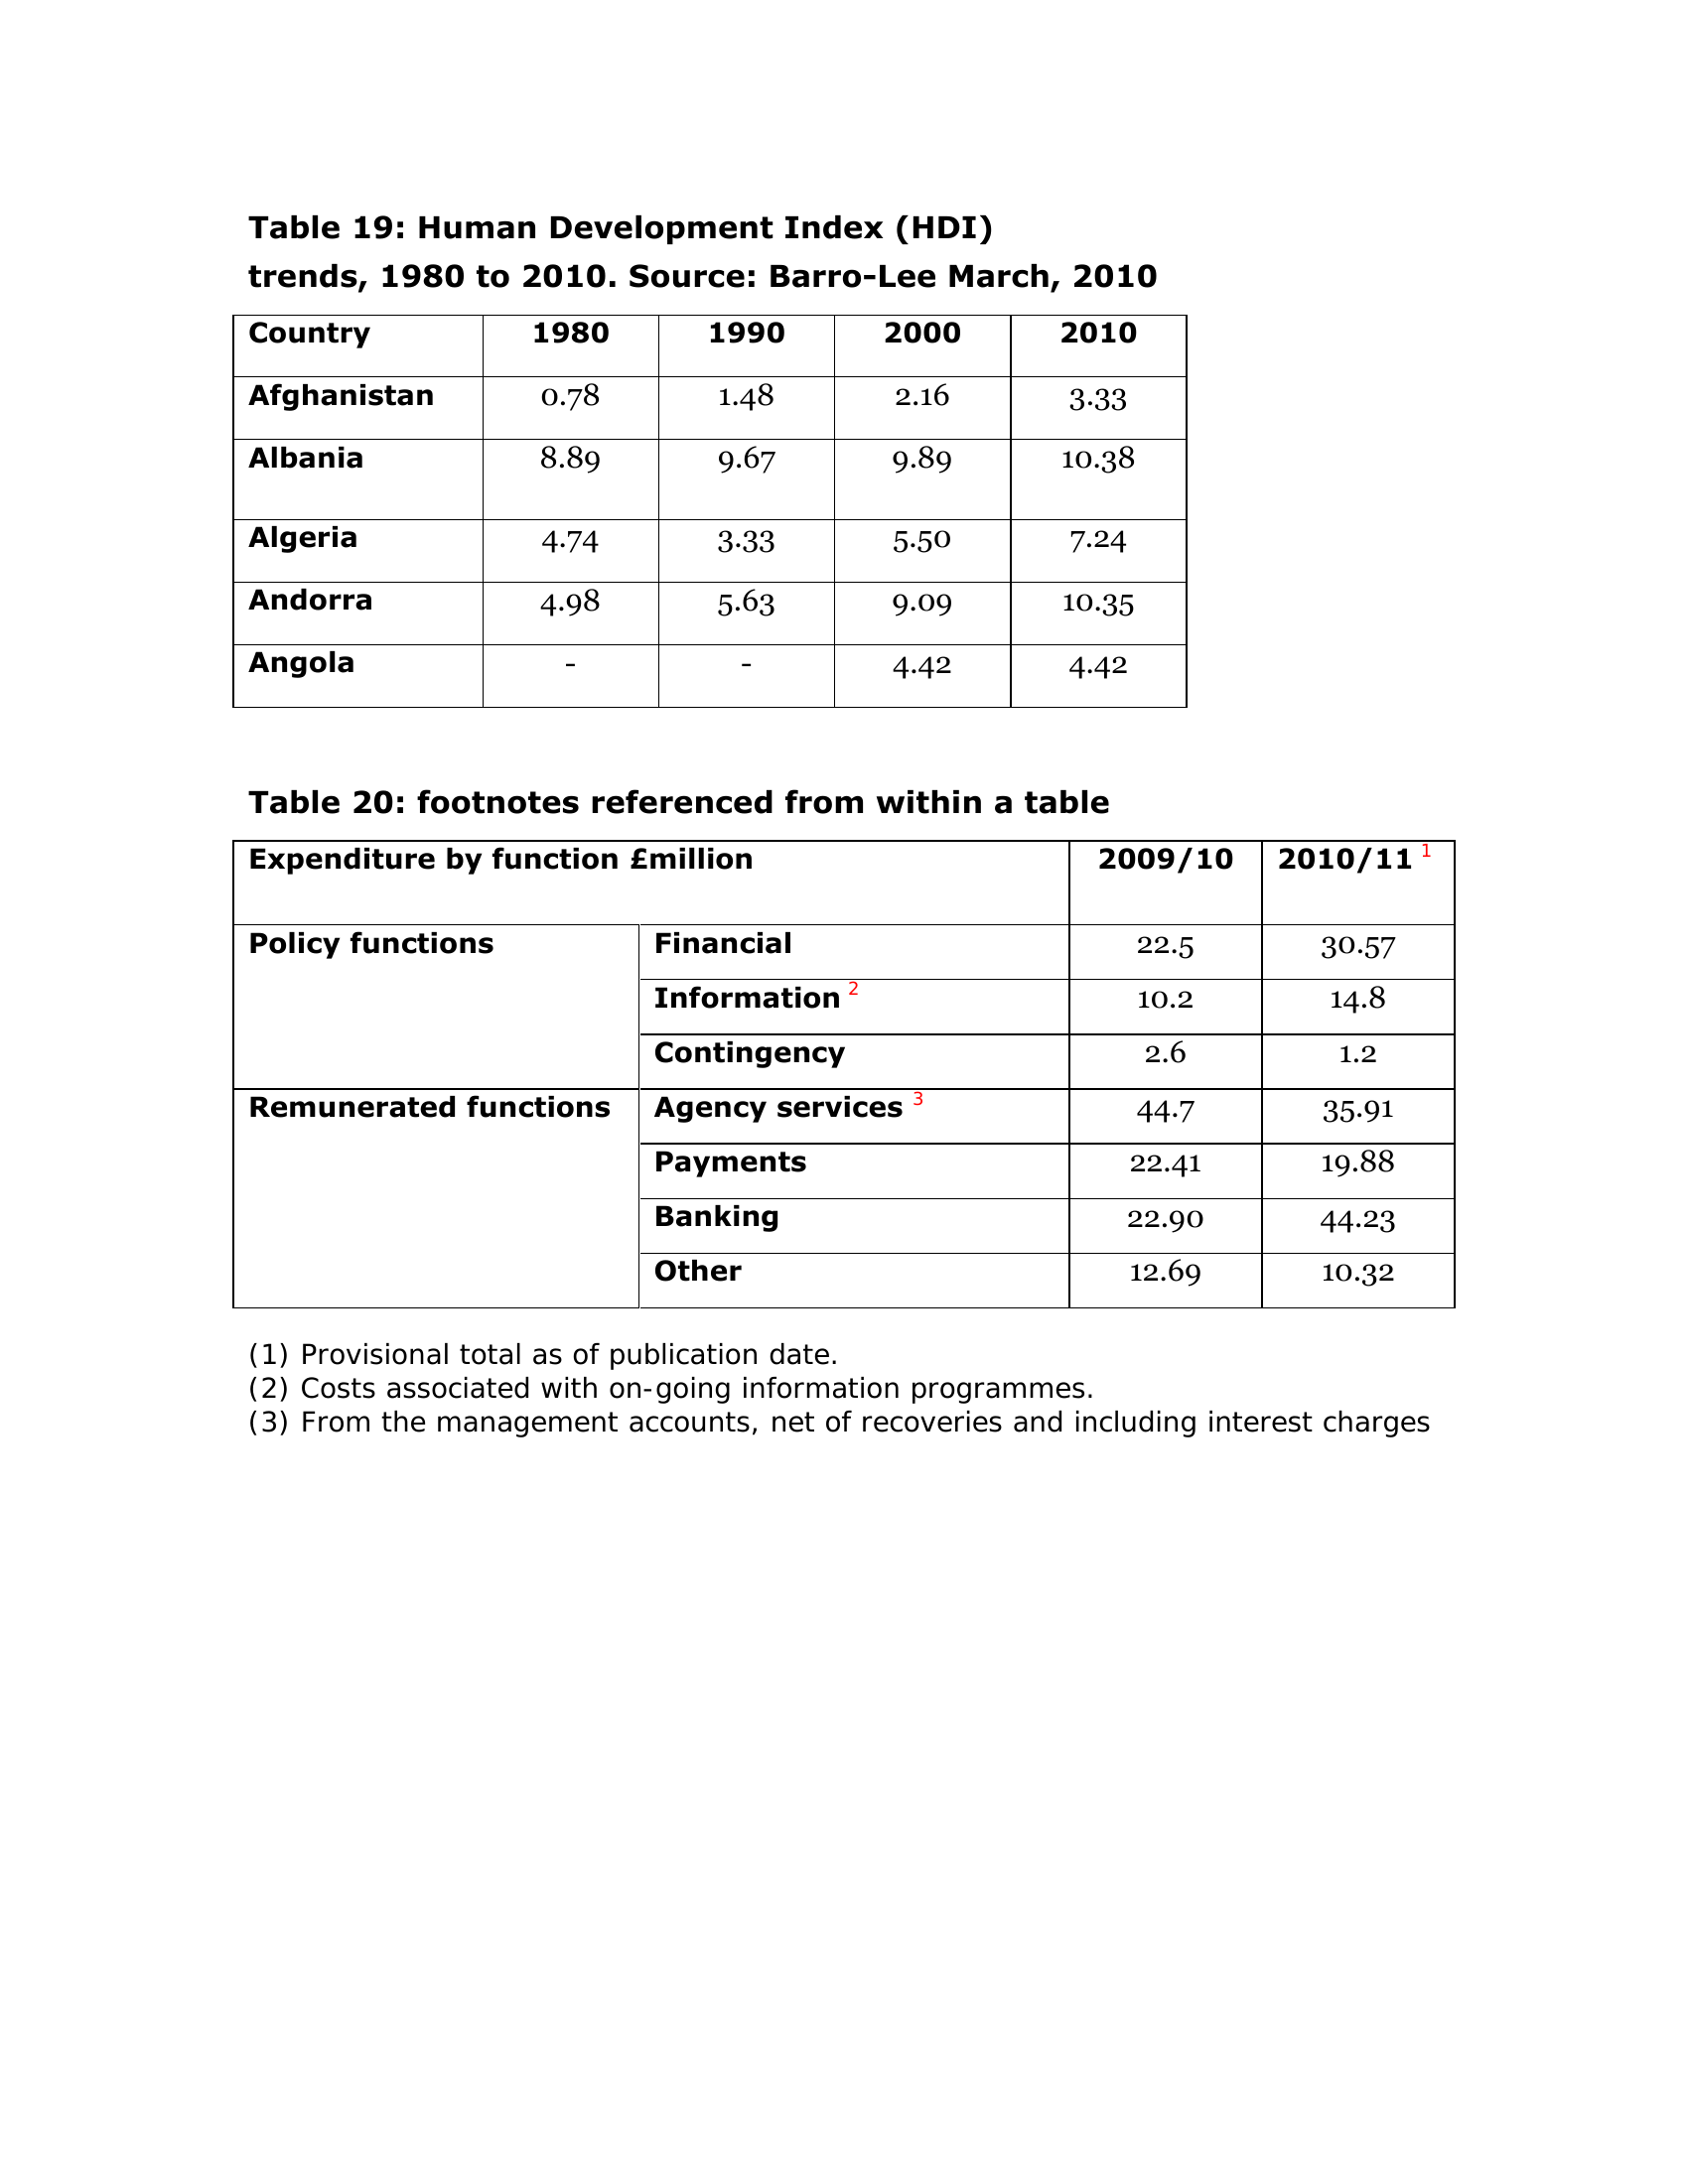 Table 19: Human Development Index (HDI)
trends, 1980 to 2010. Source: Barro-Lee March, 2010
Country 1980 1990 2000 2010
Afghanistan 0.78 1.48 2.16 3.33
Albania 8.89 9.67 9.89 10.38
Algeria 4.74 3.33 5.50 7.24
Andorra 4.98 5.63 9.09 10.35
Angola - - 4.42 4.42
Table 20: footnotes referenced from within a table
Expenditure by function £million 2009/10 2010/11 1
Policy functions Financial 22.5 30.57
Information 2 10.2 14.8
Contingency 2.6 1.2
Remunerated functions Agency services 3 44.7 35.91
Payments 22.41 19.88
Banking 22.90 44.23
Other 12.69 10.32
(1) Provisional total as of publication date.
(2) Costs associated with on-going information programmes.
(3) From the management accounts, net of recoveries and including interest charges